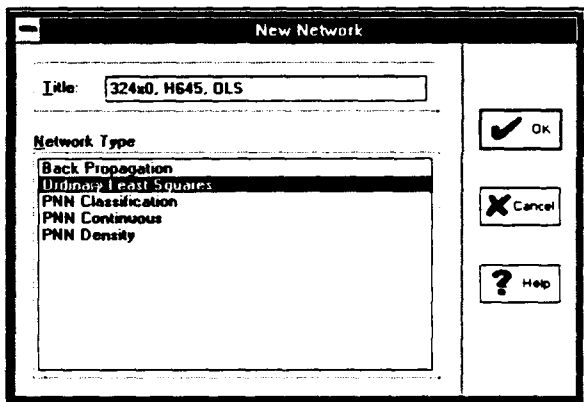 New Network
Title: 324x0, H645, OLS
Network Type
Back Propagation
Ordinary Least Squares
PNN Classification
PNN Continuous
PNN Density
OK
Cancel
Help